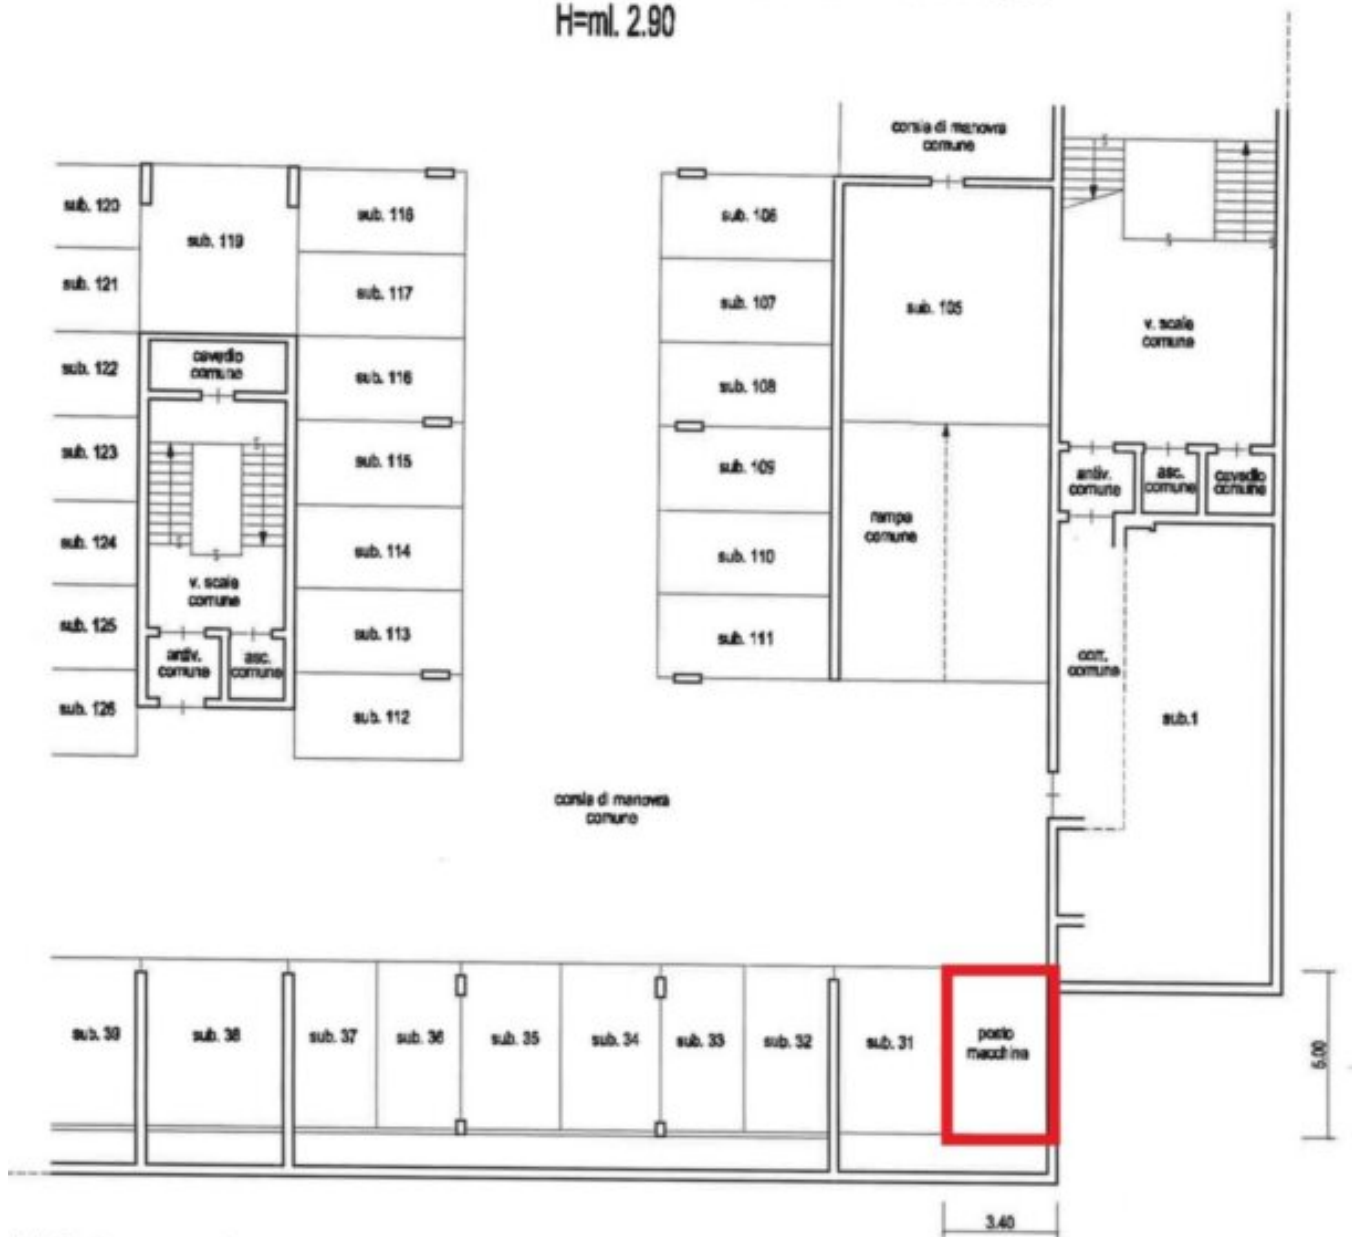 H=ml. 2.90
corsia di manovra
comune
sub. 120
sub. 119
sub. 118
sub. 106
sub. 121
sub. 117
sub. 107
sub. 105
v. scale
comune
sub. 122
cavedio
comune
sub. 116
sub. 108
sub. 123
sub. 115
sub. 109
antiv.
comune
asc.
comune
cavedio
comune
rampa
comune
sub. 124
sub. 114
sub. 110
v. scale
comune
sub. 125
sub. 113
sub. 111
antiv.
comune
asc.
comune
corr.
comune
sub. 126
sub. 112
sub.1
corsia di manovra
comune
sub. 39
sub. 38
sub. 37
sub. 36
sub. 35
sub. 34
sub. 33
sub. 32
sub. 31
posto
macchina
5.00
3.40